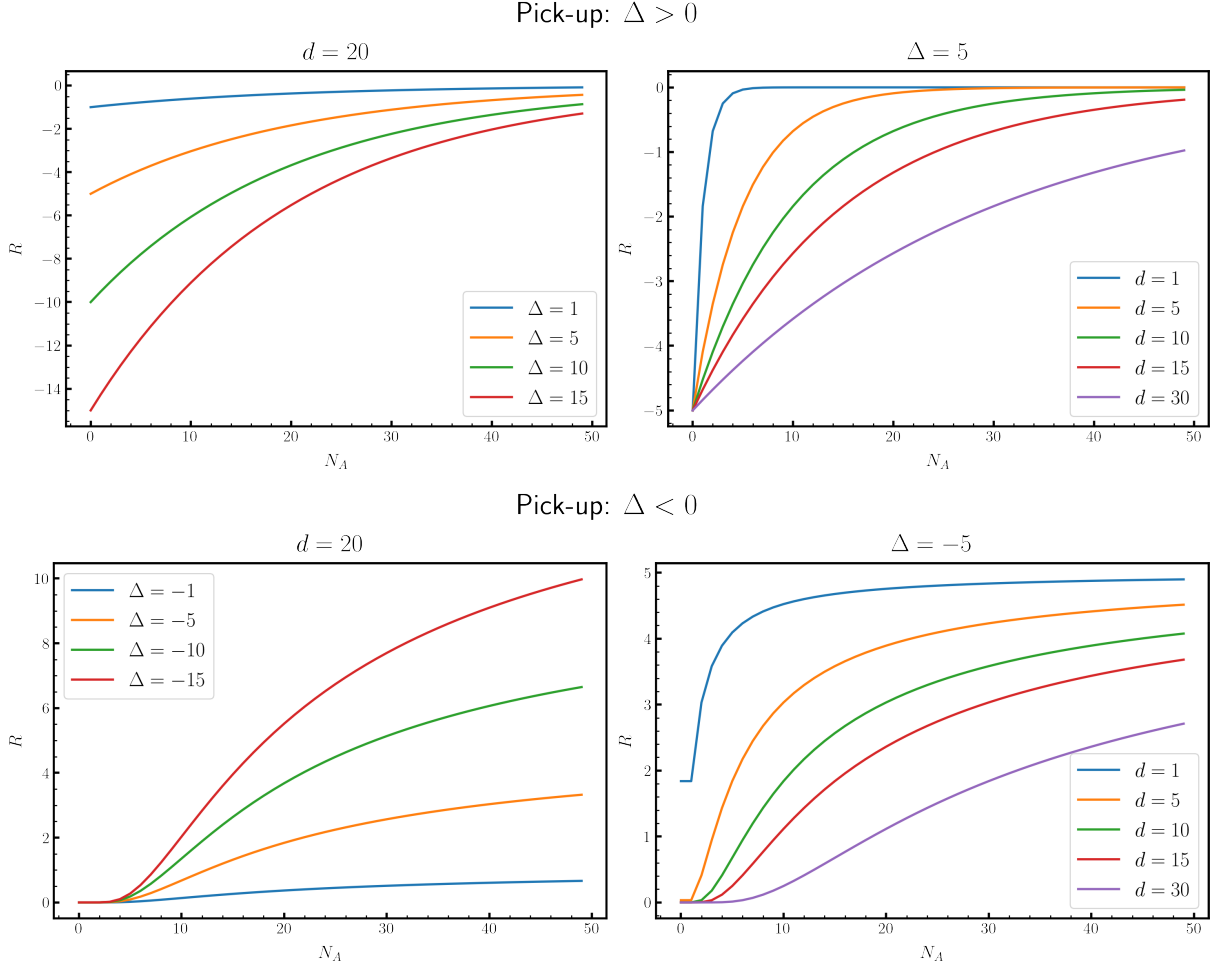 Pick-up: Δ > 0
d = 20
0
−2
−4
−6
−8
−10
−12
−14
R
0
10
20
30
40
50
N_A
Δ = 1
Δ = 5
Δ = 10
Δ = 15
Δ = 5
0
−1
−2
−3
−4
−5
R
0
10
20
30
40
50
N_A
d = 1
d = 5
d = 10
d = 15
d = 30
Pick-up: Δ < 0
d = 20
10
8
6
4
2
0
R
0
10
20
30
40
50
N_A
Δ = −1
Δ = −5
Δ = −10
Δ = −15
Δ = −5
5
4
3
2
1
0
R
0
10
20
30
40
50
N_A
d = 1
d = 5
d = 10
d = 15
d = 30